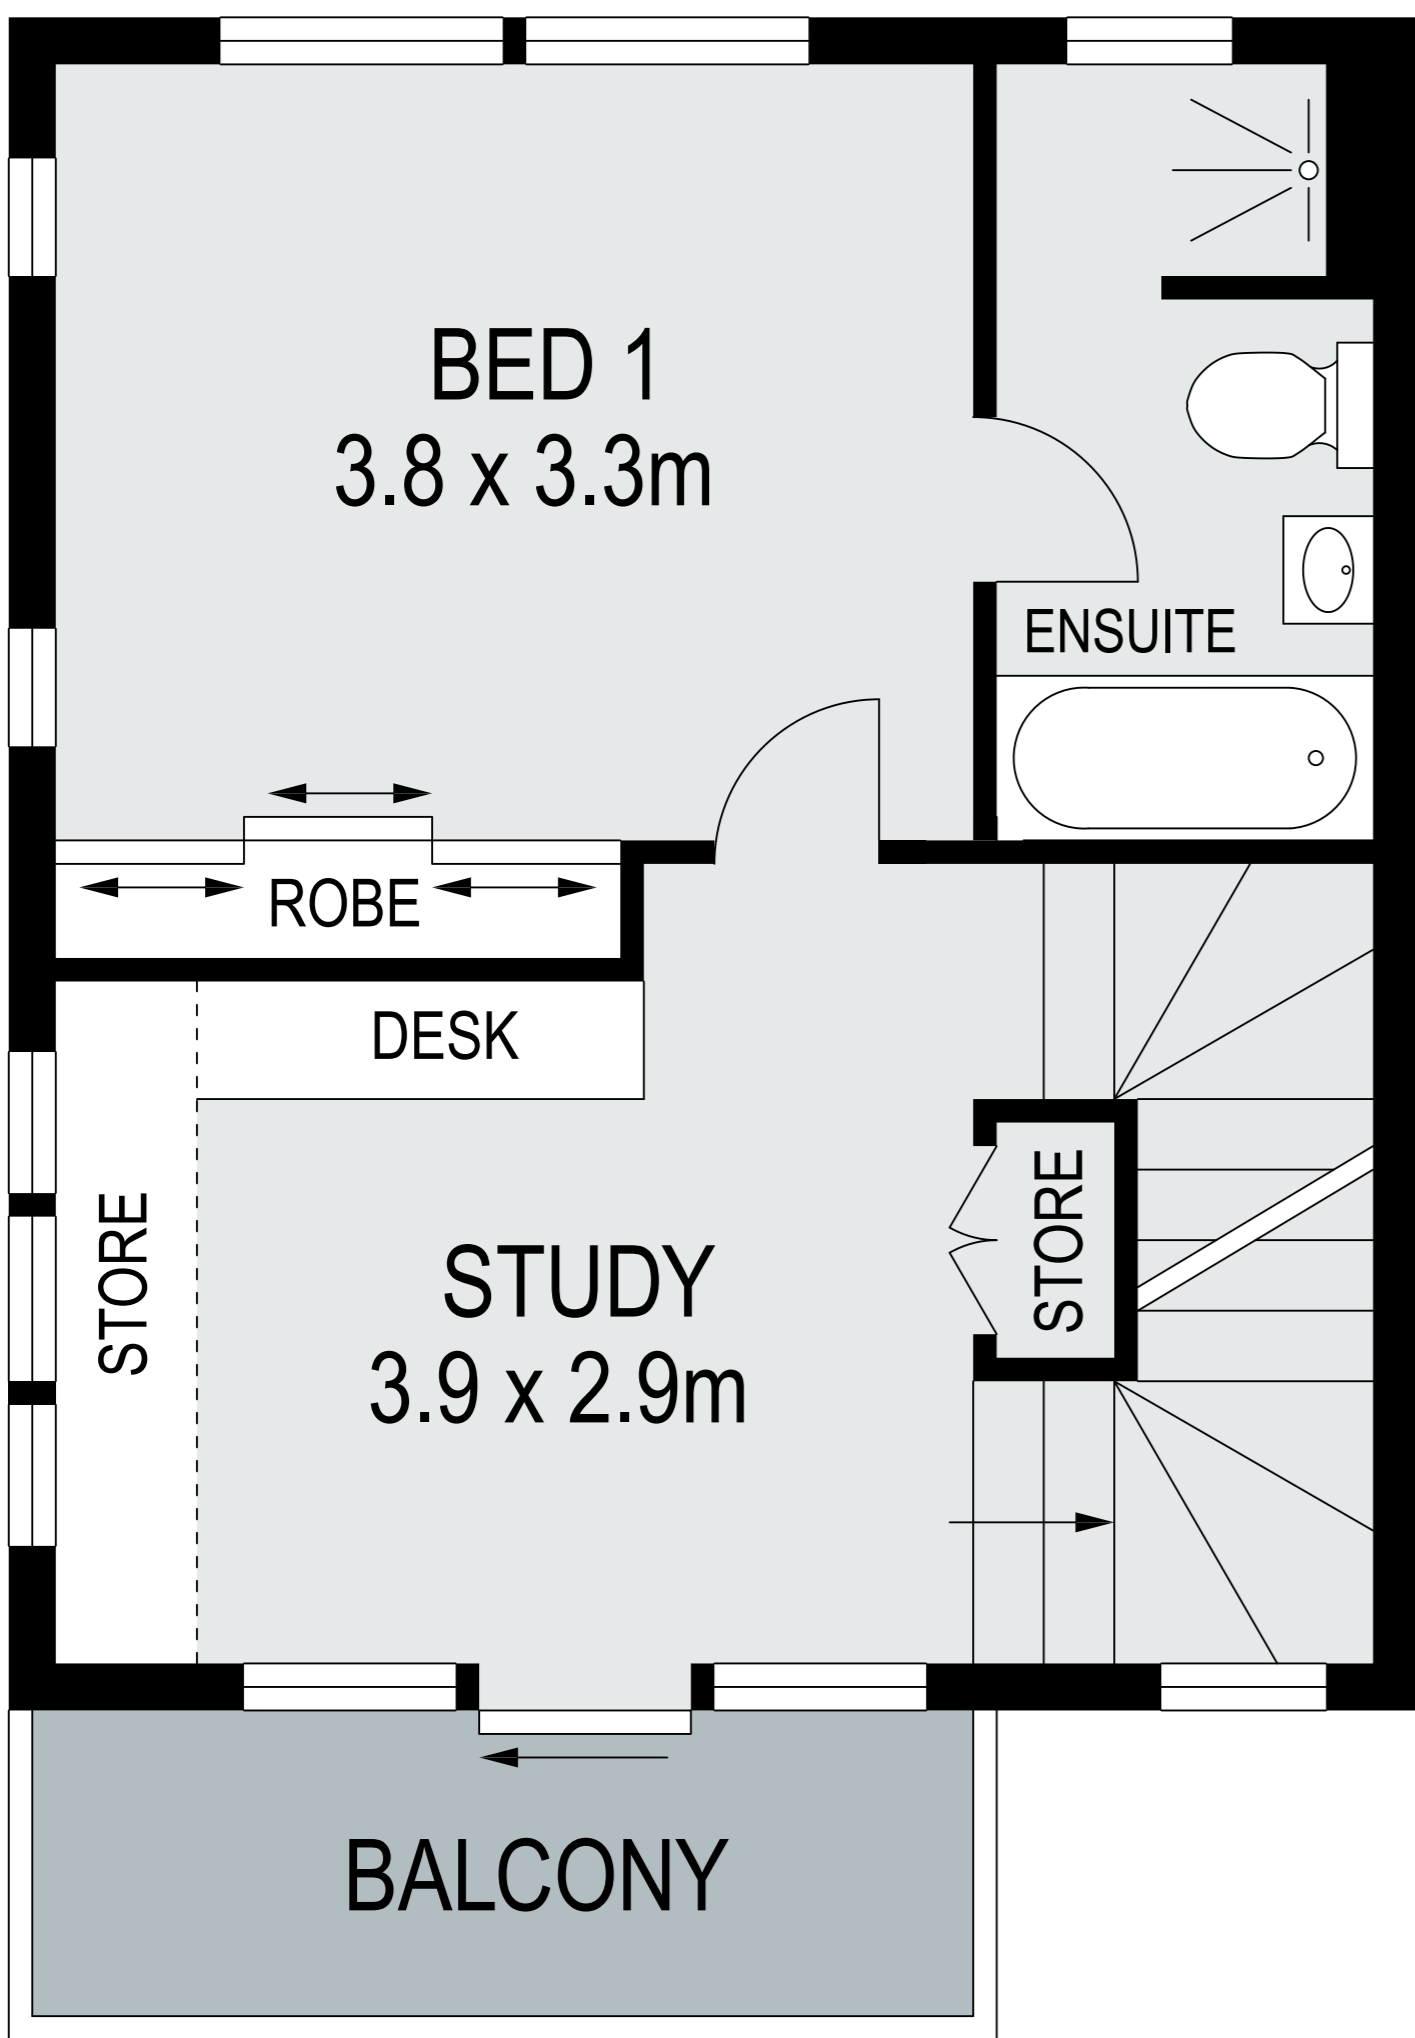 BED 1
3.8 x 3.3m
ENSUITE
ROBE
DESK
STORE
STORE
STUDY
3.9 x 2.9m
BALCONY